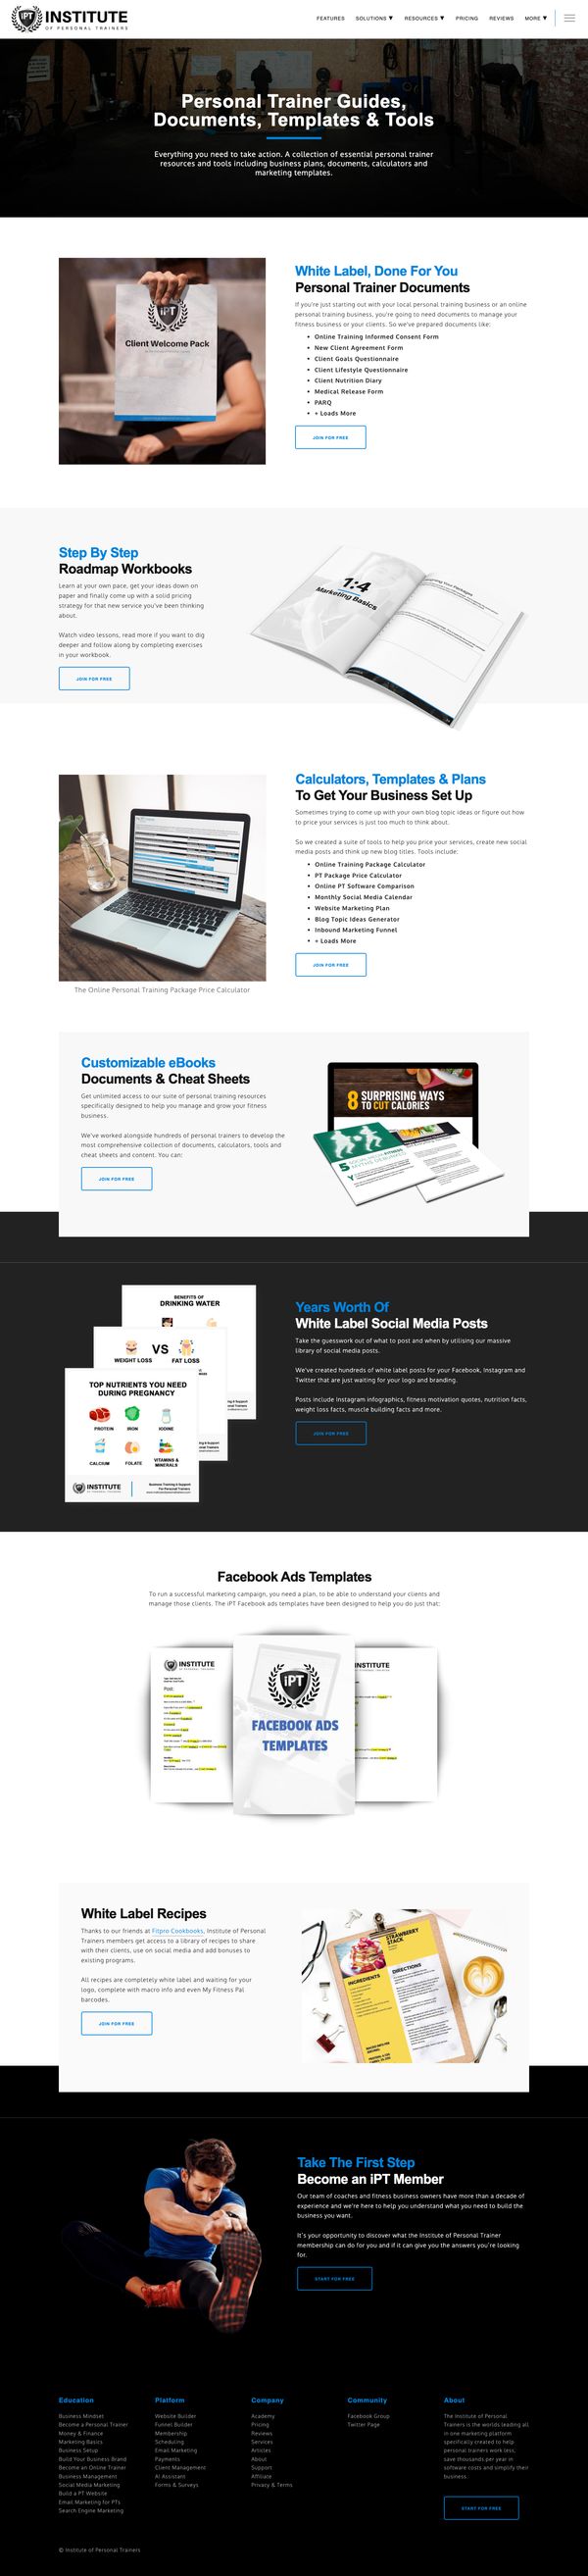 iPT INSTITUTE
OF PERSONAL TRAINERS
FEATURES SOLUTIONS ▼ RESOURCES ▼ PRICING REVIEWS MORE ▼
Personal Trainer Guides,
Documents, Templates & Tools
Everything you need to take action. A collection of essential personal trainer
resources and tools including business plans, documents, calculators and
marketing templates.
iPT
Client Welcome Pack
White Label, Done For You
Personal Trainer Documents
If you're just starting out with your local personal training business or an online
personal training business, you're going to need documents to manage your
fitness business or your clients. So we've prepared documents like:
• Online Training Informed Consent Form
• New Client Agreement Form
• Client Goals Questionnaire
• Client Lifestyle Questionnaire
• Client Nutrition Diary
• Medical Release Form
• PARQ
• + Loads More
JOIN FOR FREE
Step By Step
Roadmap Workbooks
Learn at your own pace, get your ideas down on
paper and finally come up with a solid pricing
strategy for that new service you've been thinking
about.
Watch video lessons, read more if you want to dig
deeper and follow along by completing exercises
in your workbook.
JOIN FOR FREE
1:4
Marketing Basics
Calculators, Templates & Plans
To Get Your Business Set Up
Sometimes trying to come up with your own blog topic ideas or figure out how
to price your services is just too much to think about.
So we created a suite of tools to help you price your services, create new social
media posts and think up new blog titles. Tools include:
• Online Training Package Calculator
• PT Package Price Calculator
• Online PT Software Comparison
• Monthly Social Media Calendar
• Website Marketing Plan
• Blog Topic Ideas Generator
• Inbound Marketing Funnel
• + Loads More
JOIN FOR FREE
The Online Personal Training Package Price Calculator
Customizable eBooks
Documents & Cheat Sheets
Get unlimited access to our suite of personal training resources
specifically designed to help you manage and grow your fitness
business.
We've worked alongside hundreds of personal trainers to develop the
most comprehensive collection of documents, calculators, tools and
cheat sheets and content. You can:
JOIN FOR FREE
8 SURPRISING WAYS
TO CUT CALORIES
BENEFITS OF
DRINKING WATER
VS
WEIGHT LOSS FAT LOSS
TOP NUTRIENTS YOU NEED
DURING PREGNANCY
PROTEIN IRON IODINE
CALCIUM FOLATE VITAMINS &
MINERALS
INSTITUTE
Business Training & Support
For Personal Trainers
Years Worth Of
White Label Social Media Posts
Take the guesswork out of what to post and when by utilising our massive
library of social media posts.
We've created hundreds of white label posts for your Facebook, Instagram and
Twitter that are just waiting for your logo and branding.
Posts include Instagram infographics, fitness motivation quotes, nutrition facts,
weight loss facts, muscle building facts and more.
JOIN FOR FREE
Facebook Ads Templates
To run a successful marketing campaign, you need a plan, to be able to understand your clients and
manage those clients. The iPT Facebook ads templates have been designed to help you do just that:
INSTITUTE
iPT
FACEBOOK ADS
TEMPLATES
INSTITUTE
White Label Recipes
Thanks to our friends at Fitpro Cookbooks, Institute of Personal
Trainers members get access to a library of recipes to share
with their clients, use on social media and add bonuses to
existing programs.
All recipes are completely white label and waiting for your
logo, complete with macro info and even My Fitness Pal
barcodes.
JOIN FOR FREE
STRAWBERRY
STACK
INGREDIENTS
DIRECTIONS
Take The First Step
Become an iPT Member
Our team of coaches and fitness business owners have more than a decade of
experience and we're here to help you understand what you need to build the
business you want.
It's your opportunity to discover what the Institute of Personal Trainer
membership can do for you and if it can give you the answers you're looking
for.
START FOR FREE
Education
Business Mindset
Become a Personal Trainer
Money & Finance
Marketing Basics
Business Setup
Build Your Business Brand
Become an Online Trainer
Business Management
Social Media Marketing
Build a PT Website
Email Marketing for PTs
Search Engine Marketing
Platform
Website Builder
Funnel Builder
Membership
Scheduling
Email Marketing
Payments
Client Management
AI Assistant
Forms & Surveys
Company
Academy
Pricing
Reviews
Services
Articles
About
Support
Affiliate
Privacy & Terms
Community
Facebook Group
Twitter Page
About
The Institute of Personal
Trainers is the worlds leading all
in one marketing platform
specifically created to help
personal trainers work less,
save thousands per year in
software costs and simplify their
business.
START FOR FREE
© Institute of Personal Trainers